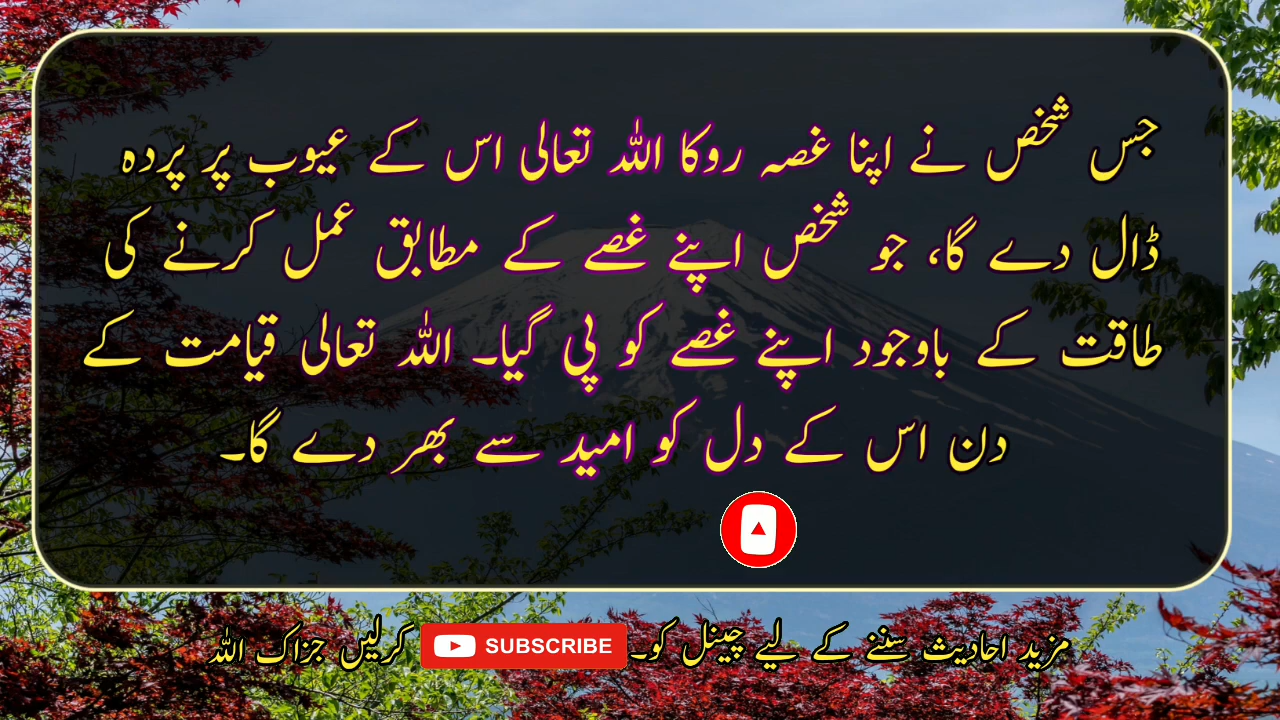 جس شخص نے اپنا غصہ روکا اللہ تعالی اس کے عیوب پر پردہ
ڈال دے گا، جو شخص اپنے غصے کے مطابق عمل کرنے کی
طاقت کے باوجود اپنے غصے کو پی گیا۔ اللہ تعالی قیامت کے
دن اس کے دل کو امید سے بھر دے گا۔
مزید احادیث سننے کے لیے چینل کو۔ SUBSCRIBE کرلیں جزاک اللہ